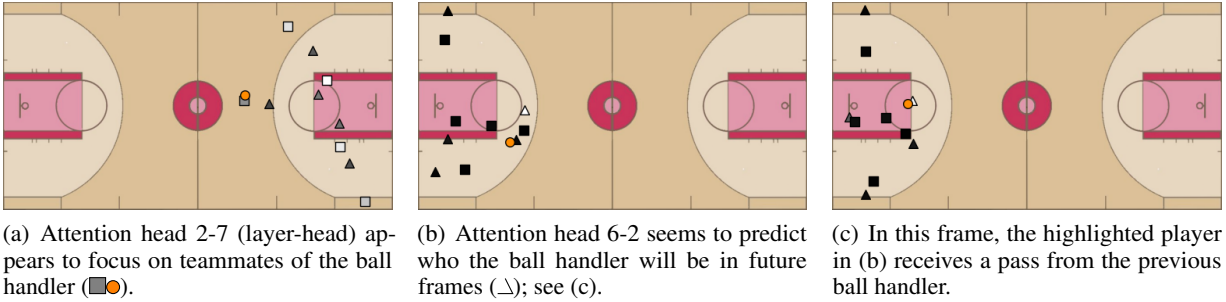 (a) Attention head 2-7 (layer-head) ap-
pears to focus on teammates of the ball
handler (■●).
(b) Attention head 6-2 seems to predict
who the ball handler will be in future
frames (△); see (c).
(c) In this frame, the highlighted player
in (b) receives a pass from the previous
ball handler.